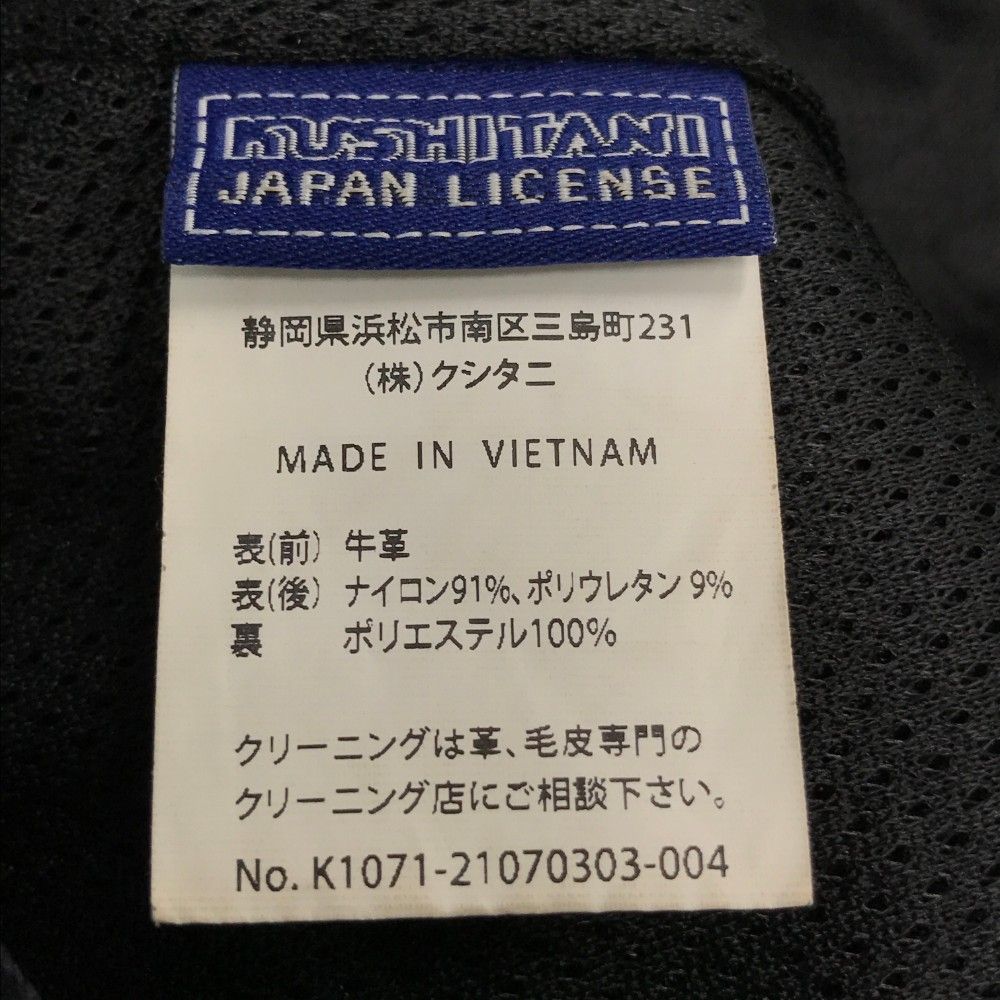 KUSHITANI
JAPAN LICENSE
静岡県浜松市南区三島町231
(株)クシタニ
MADE IN VIETNAM
表(前) 牛革
表(後) ナイロン91%、ポリウレタン 9%
裏 ポリエステル100%
クリーニングは革、毛皮専門の
クリーニング店にご相談下さい。
No. K1071-21070303-004